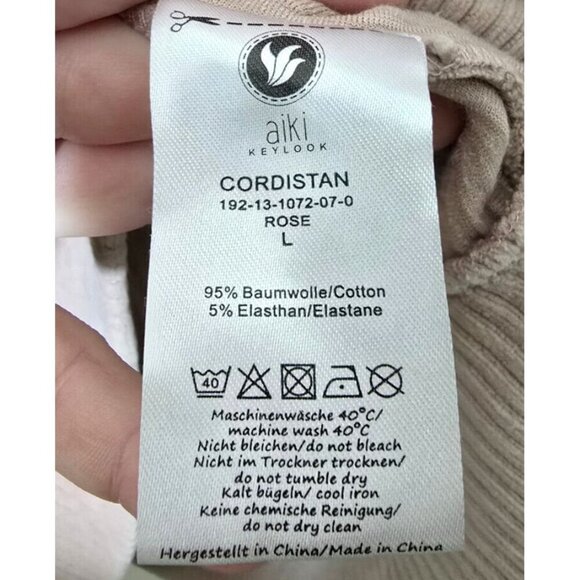 aiki
KEYLOOK
CORDISTAN
192-13-1072-07-0
ROSE
L
95% Baumwolle/Cotton
5% Elasthan/Elastane
40
Maschinenwäsche 40°C/
machine wash 40°C
Nicht bleichen/do not bleach
Nicht im Trockner trocknen/
do not tumble dry
Kalt bügeln/ cool iron
Keine chemische Reinigung/
do not dry clean
Hergestellt in China/Made in China